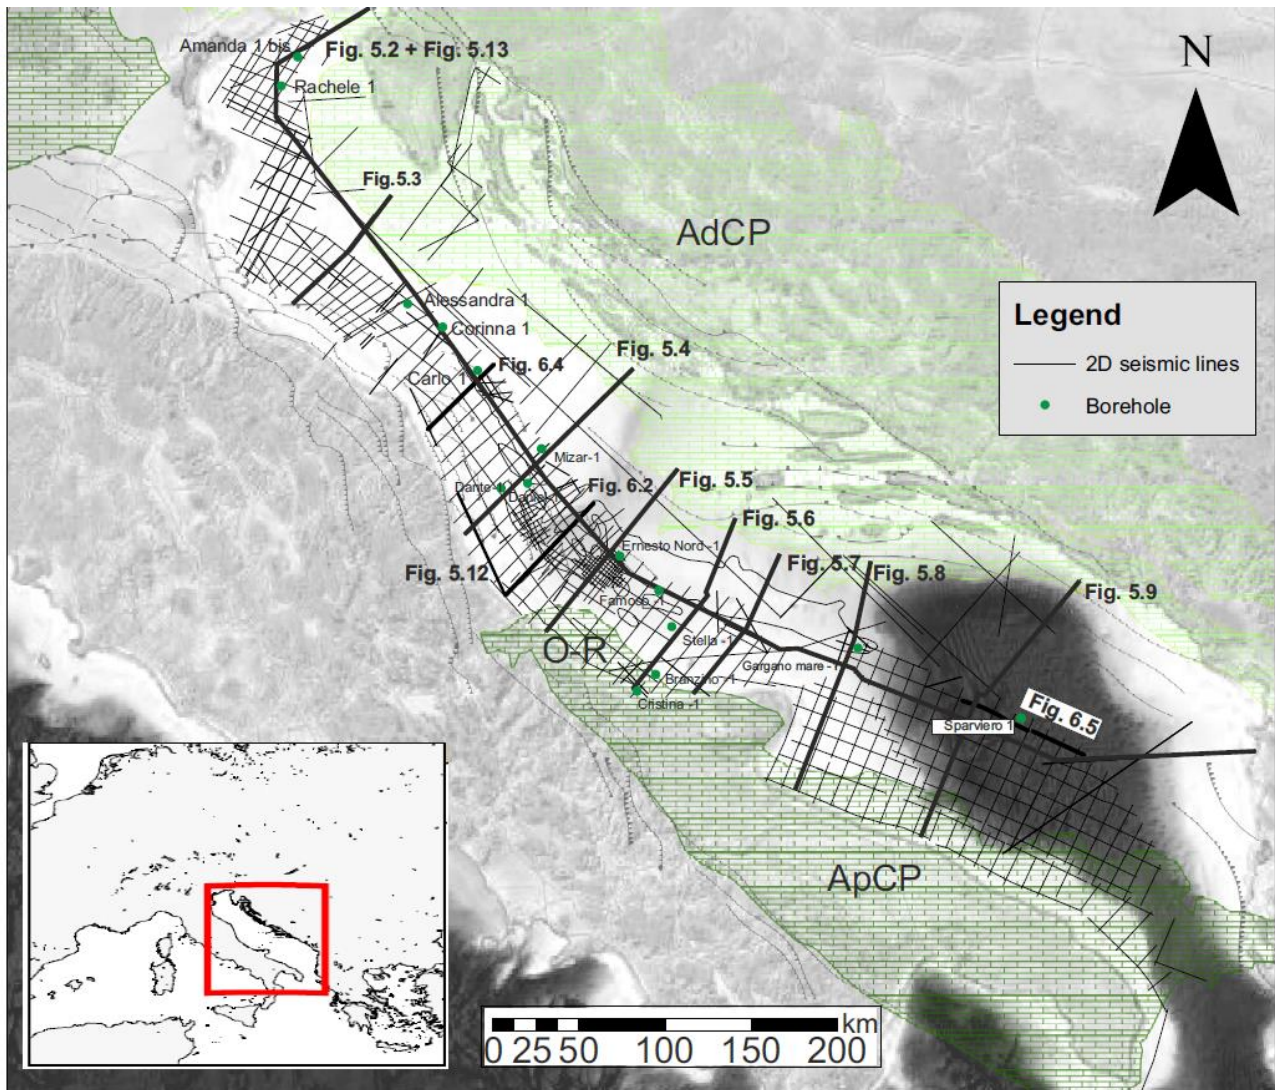 Amanda 1 bis
Fig. 5.2 + Fig. 5.13
N
Rachele 1
Fig.5.3
AdCP
Alessandra 1
Corinna 1
Legend
2D seismic lines
Borehole
Fig. 5.4
Fig. 6.4
Carlo 1
Mizar-1
Fig. 6.2
Fig. 5.5
Fig. 5.6
Ernesto Nord -1
Fig. 5.7
Fig. 5.8
Fig. 5.12
Fig. 5.9
Famoso -1
O-R
Stella -1
Gargano mare -1
Branzino -1
Cristina -1
Sparviero 1
Fig. 6.5
ApCP
km
0 25 50 100 150 200